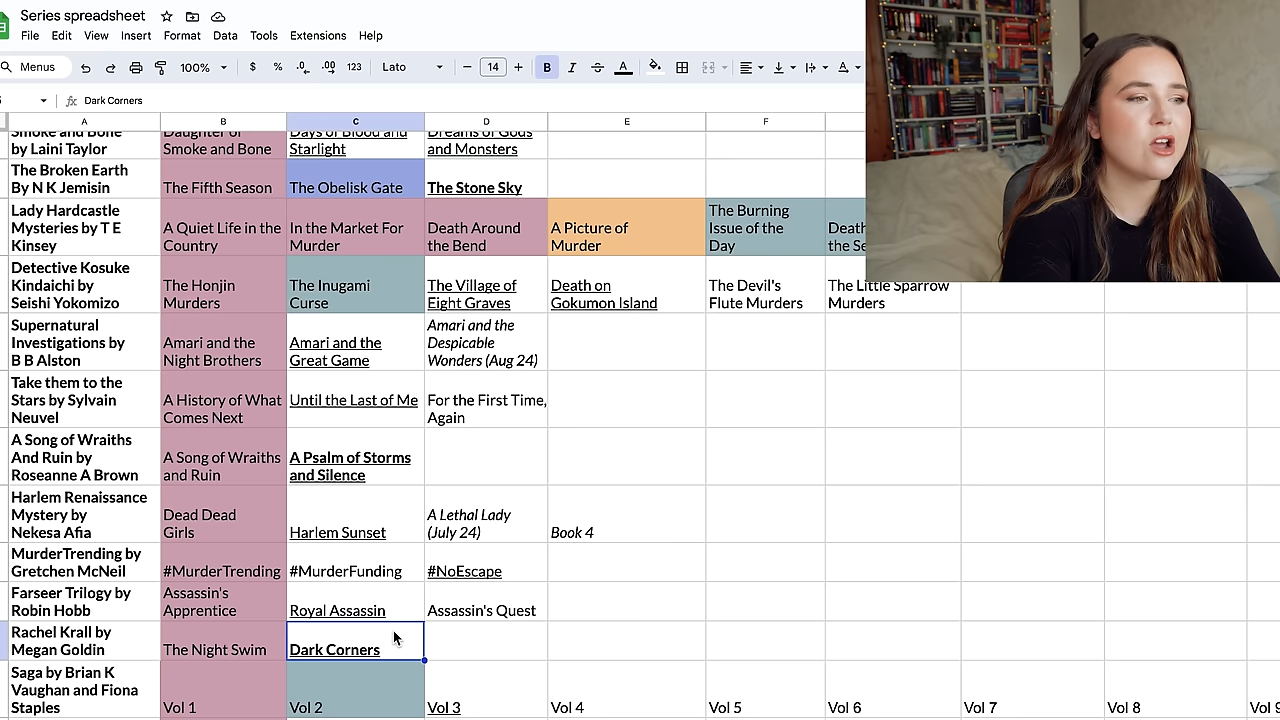 Series spreadsheet
File Edit View Insert Format Data Tools Extensions Help
Menus 100% $ % .0 .00 123 Lato 14 B I A A
fx Dark Corners
A B C D E F
Smoke and Bone by Laini Taylor
Daughter of Smoke and Bone
Days of Blood and Starlight
Dreams of Gods and Monsters
The Broken Earth
By N K Jemisin
The Fifth Season
The Obelisk Gate
The Stone Sky
Lady Hardcastle
Mysteries by T E
Kinsey
A Quiet Life in the
Country
In the Market For
Murder
Death Around
the Bend
A Picture of
Murder
The Burning
Issue of the
Day
Death
the Se
Detective Kosuke
Kindaichi by
Seishi Yokomizo
The Honjin
Murders
The Inugami
Curse
The Village of
Eight Graves
Death on
Gokumon Island
The Devil's
Flute Murders
The Little Sparrow
Murders
Supernatural
Investigations by
B B Alston
Amari and the
Night Brothers
Amari and the
Great Game
Amari and the
Despicable
Wonders (Aug 24)
Take them to the
Stars by Sylvain
Neuvel
A History of What
Comes Next
Until the Last of Me
For the First Time,
Again
A Song of Wraiths
And Ruin by
Roseanne A Brown
A Song of Wraiths
and Ruin
A Psalm of Storms
and Silence
Harlem Renaissance
Mystery by
Nekesa Afia
Dead Dead
Girls
Harlem Sunset
A Lethal Lady
(July 24)
Book 4
MurderTrending by
Gretchen McNeil
#MurderTrending
#MurderFunding
#NoEscape
Farseer Trilogy by
Robin Hobb
Assassin's
Apprentice
Royal Assassin
Assassin's Quest
Rachel Krall by
Megan Goldin
The Night Swim
Dark Corners
Saga by Brian K
Vaughan and Fiona
Staples
Vol 1
Vol 2
Vol 3
Vol 4
Vol 5
Vol 6
Vol 7
Vol 8
Vol 9